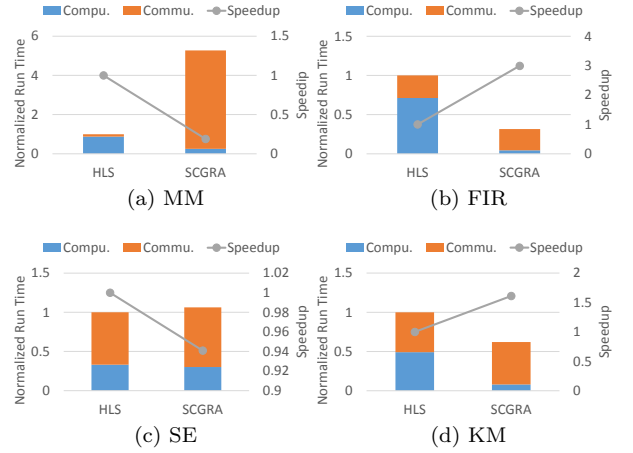 Compu. Commu. Speedup
Normalized Run Time
6
4
2
0
1.5
1
0.5
0
Speedip
HLS SCGRA
(a) MM
Compu. Commu. Speedup
Normalized Run Time
1.5
1
0.5
0
4
3
2
1
0
Speedup
HLS SCGRA
(b) FIR
Compu. Commu. Speedup
Normalized Run Time
1.5
1
0.5
0
1.02
1
0.98
0.96
0.94
0.92
0.9
Speedup
HLS SCGRA
(c) SE
Compu. Commu. Speedup
Normalized Run Time
1.5
1
0.5
0
2
1.5
1
0.5
0
Speedup
HLS SCGRA
(d) KM